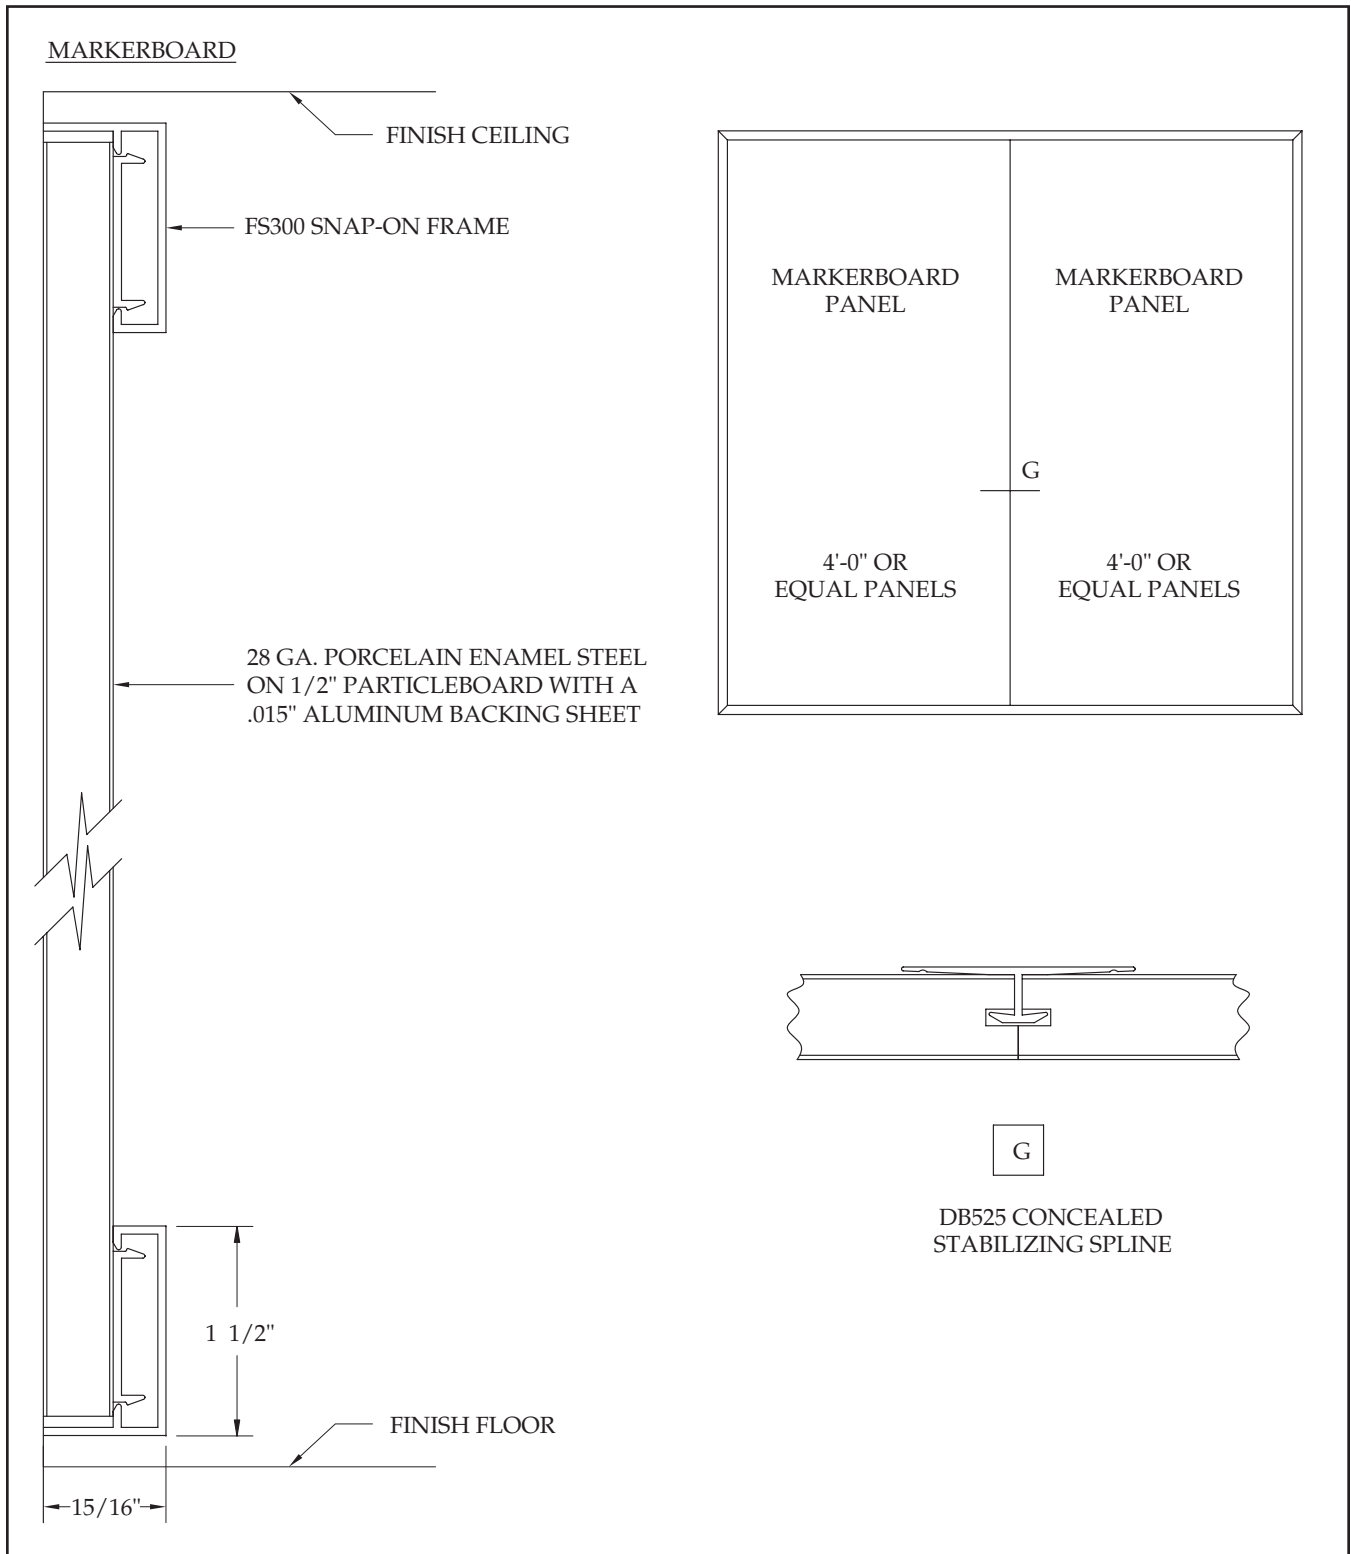 MARKERBOARD
FINISH CEILING
FS300 SNAP-ON FRAME
MARKERBOARD
PANEL
MARKERBOARD
PANEL
G
4'-0" OR
EQUAL PANELS
4'-0" OR
EQUAL PANELS
28 GA. PORCELAIN ENAMEL STEEL
ON 1/2" PARTICLEBOARD WITH A
.015" ALUMINUM BACKING SHEET
G
DB525 CONCEALED
STABILIZING SPLINE
1 1/2"
FINISH FLOOR
15/16"